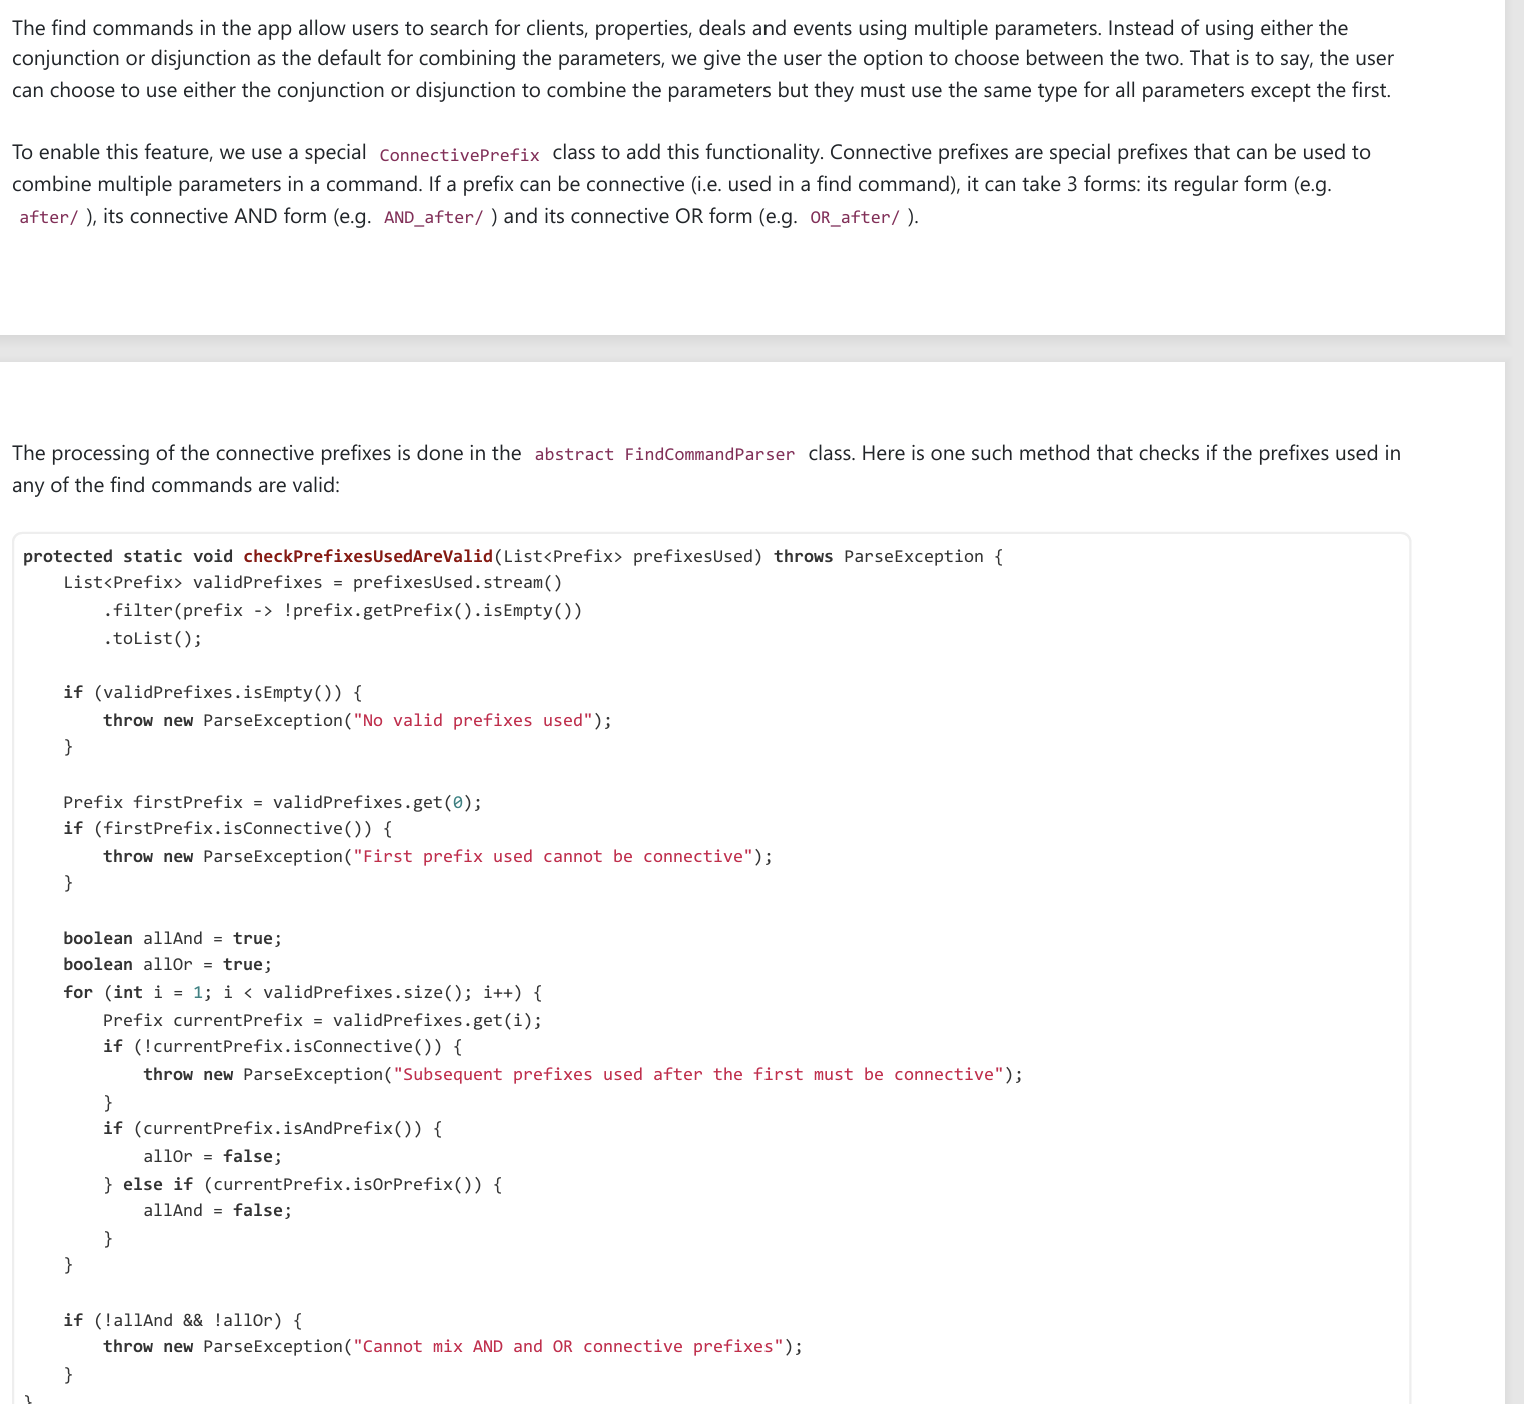 The find commands in the app allow users to search for clients, properties, deals and events using multiple parameters. Instead of using either the
conjunction or disjunction as the default for combining the parameters, we give the user the option to choose between the two. That is to say, the user
can choose to use either the conjunction or disjunction to combine the parameters but they must use the same type for all parameters except the first.
To enable this feature, we use a special ConnectivePrefix class to add this functionality. Connective prefixes are special prefixes that can be used to
combine multiple parameters in a command. If a prefix can be connective (i.e. used in a find command), it can take 3 forms: its regular form (e.g.
after/ ), its connective AND form (e.g. AND_after/ ) and its connective OR form (e.g. OR_after/ ).
The processing of the connective prefixes is done in the abstract FindCommandParser class. Here is one such method that checks if the prefixes used in
any of the find commands are valid:
protected static void checkPrefixesUsedAreValid(List<Prefix> prefixesUsed) throws ParseException {
    List<Prefix> validPrefixes = prefixesUsed.stream()
        .filter(prefix -> !prefix.getPrefix().isEmpty())
        .toList();
    if (validPrefixes.isEmpty()) {
        throw new ParseException("No valid prefixes used");
    }
    Prefix firstPrefix = validPrefixes.get(0);
    if (firstPrefix.isConnective()) {
        throw new ParseException("First prefix used cannot be connective");
    }
    boolean allAnd = true;
    boolean allOr = true;
    for (int i = 1; i < validPrefixes.size(); i++) {
        Prefix currentPrefix = validPrefixes.get(i);
        if (!currentPrefix.isConnective()) {
            throw new ParseException("Subsequent prefixes used after the first must be connective");
        }
        if (currentPrefix.isAndPrefix()) {
            allOr = false;
        } else if (currentPrefix.isOrPrefix()) {
            allAnd = false;
        }
    }
    if (!allAnd && !allOr) {
        throw new ParseException("Cannot mix AND and OR connective prefixes");
    }
}